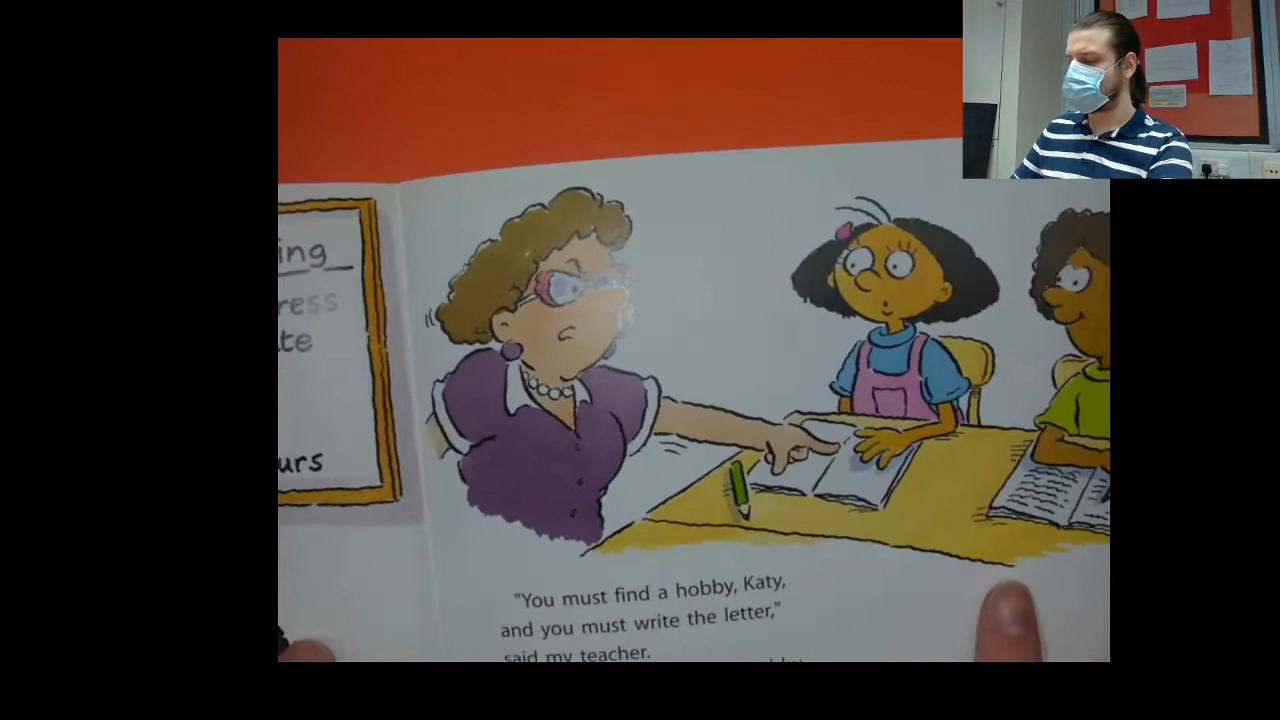 ing
ress
te
urs
"You must find a hobby, Katy,
and you must write the letter,"
said my teacher.